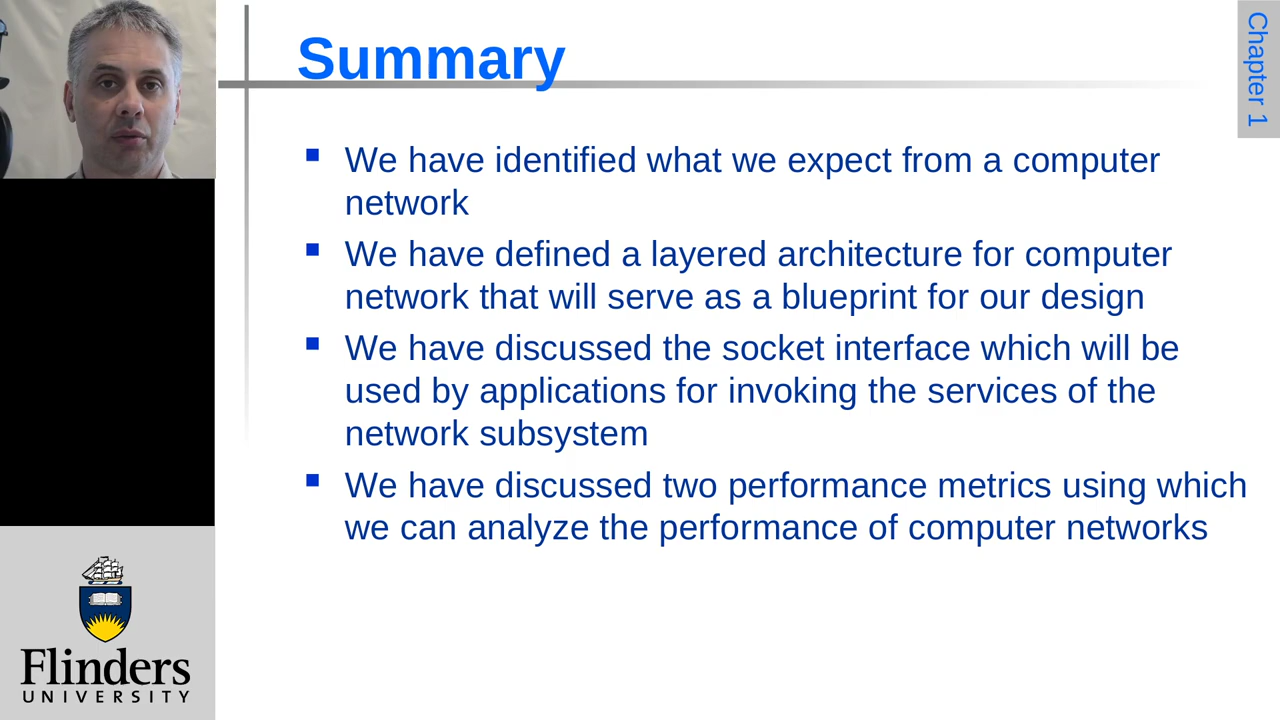 Summary
Chapter 1
We have identified what we expect from a computer
network
We have defined a layered architecture for computer
network that will serve as a blueprint for our design
We have discussed the socket interface which will be
used by applications for invoking the services of the
network subsystem
We have discussed two performance metrics using which
we can analyze the performance of computer networks
Flinders
UNIVERSITY